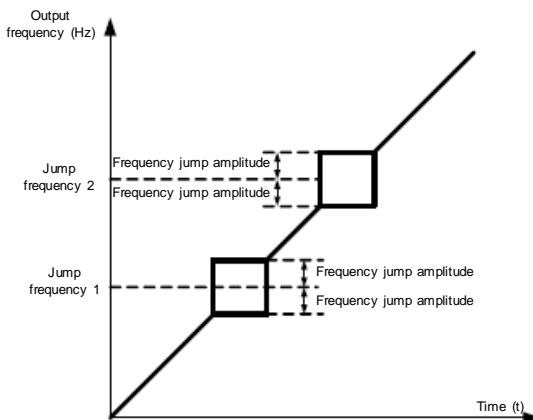 Output
frequency (Hz)
Frequency jump amplitude
Jump
frequency 2
Frequency jump amplitude
Frequency jump amplitude
Jump
frequency 1
Frequency jump amplitude
Time (t)